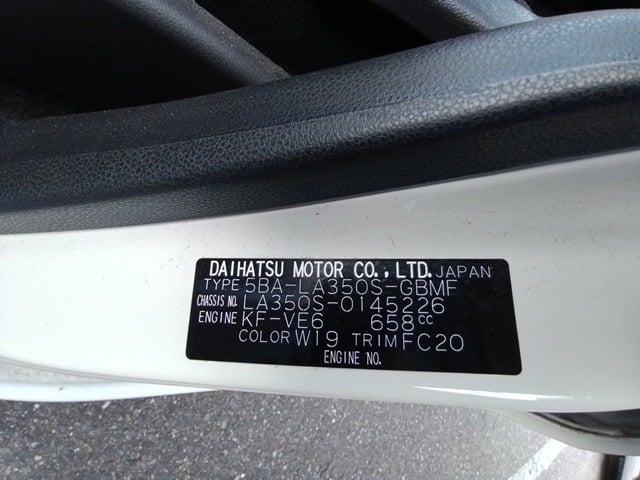 DAIHATSU MOTOR CO., LTD. JAPAN
TYPE 5BA-LA350S-GBMF
CHASSIS NO. LA350S-0145226
ENGINE KF-VE6 658CC
COLOR W19 TRIM FC20
ENGINE NO.